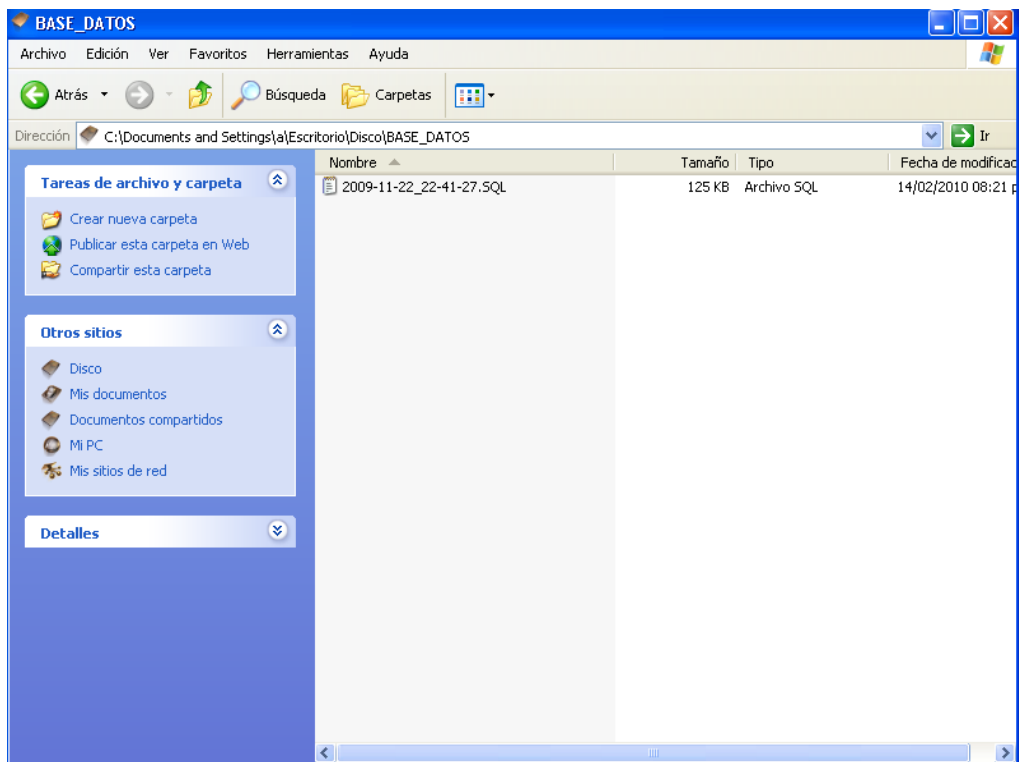 BASE_DATOS
Archivo Edición Ver Favoritos Herramientas Ayuda
Atrás Búsqueda Carpetas
Dirección C:\Documents and Settings\a\Escritorio\Disco\BASE_DATOS Ir
Nombre Tamaño Tipo Fecha de modificac
2009-11-22_22-41-27.SQL 125 KB Archivo SQL 14/02/2010 08:21 p
Tareas de archivo y carpeta
Crear nueva carpeta
Publicar esta carpeta en Web
Compartir esta carpeta
Otros sitios
Disco
Mis documentos
Documentos compartidos
Mi PC
Mis sitios de red
Detalles